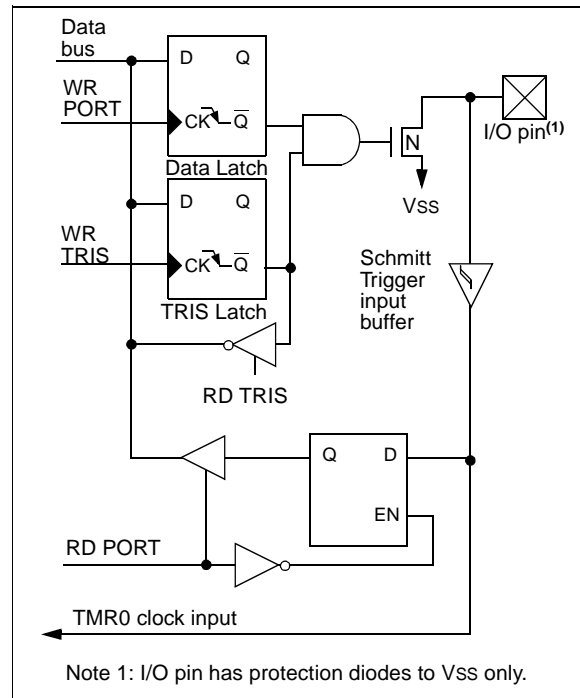 Data
bus
D Q
WR
PORT
CK Q̅
I/O pin(1)
N
Data Latch
VSS
D Q
WR
TRIS
CK Q̅
Schmitt
Trigger
input
buffer
TRIS Latch
RD TRIS
Q D
EN
RD PORT
TMR0 clock input
Note 1: I/O pin has protection diodes to VSS only.